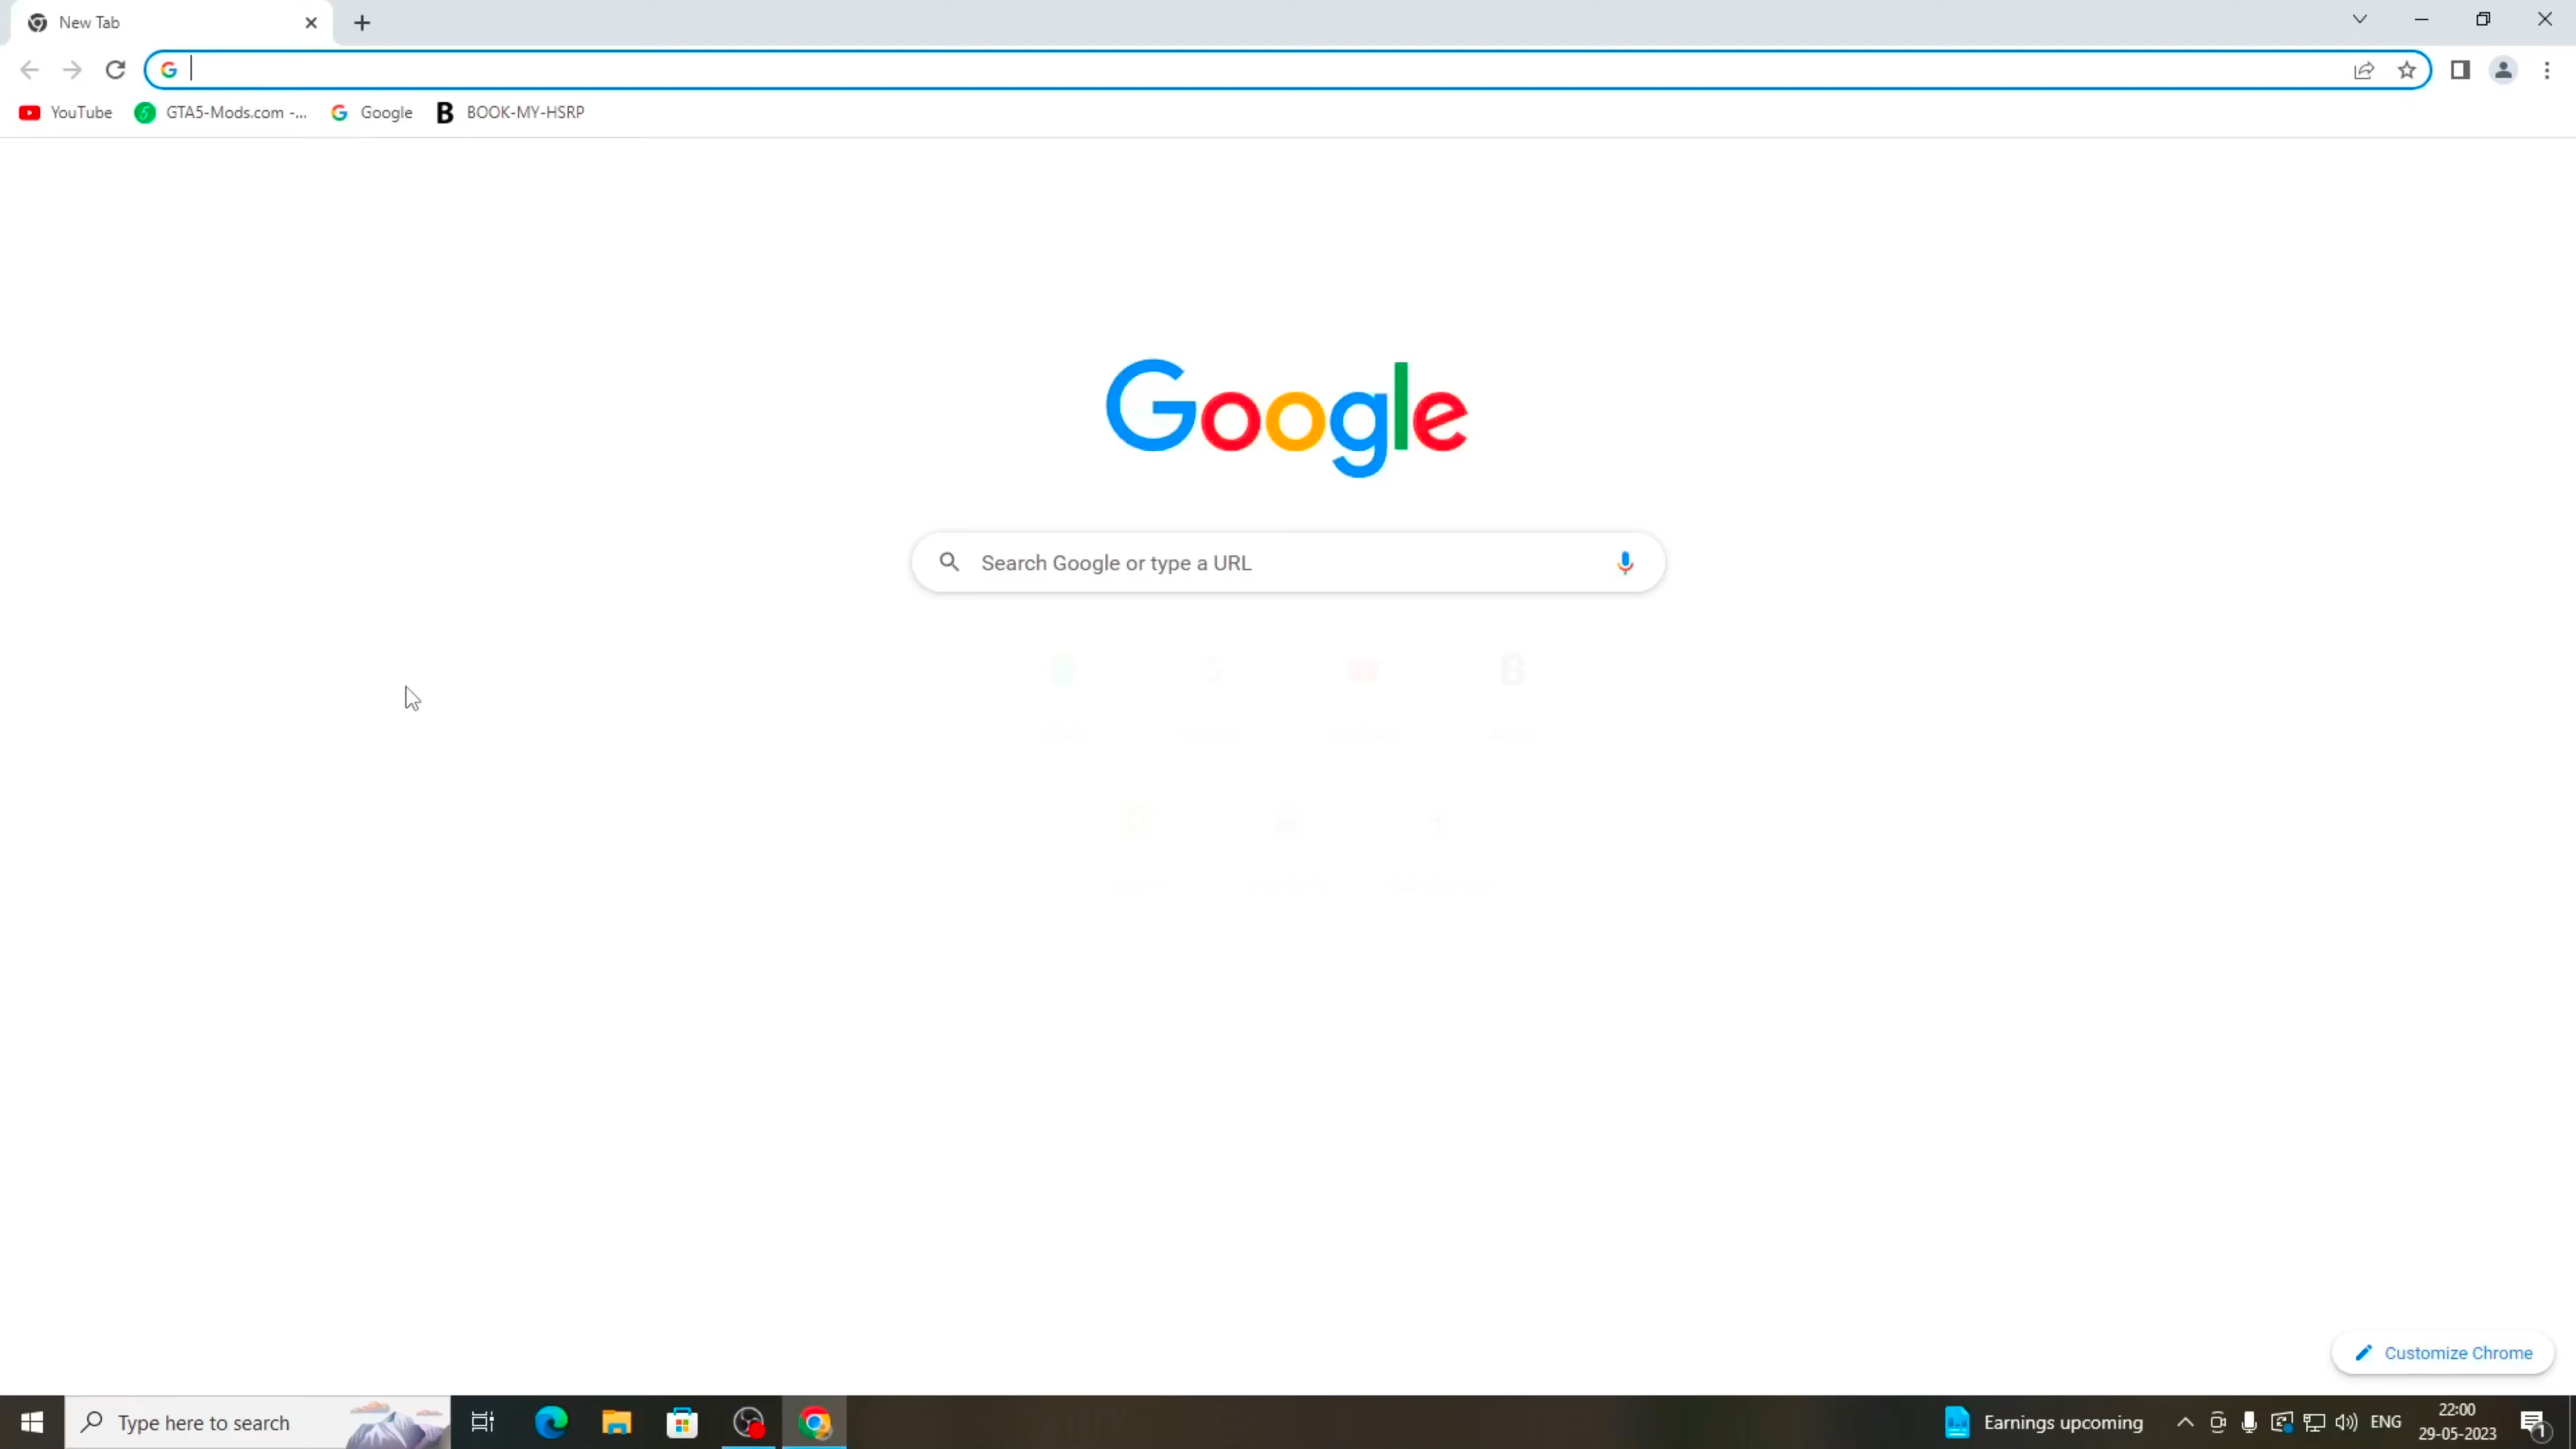 New Tab
YouTube
GTA5-Mods.com -...
Google
BOOK-MY-HSRP
Google
Search Google or type a URL
Customize Chrome
Type here to search
Earnings upcoming
ENG
22:00
29-05-2023
1